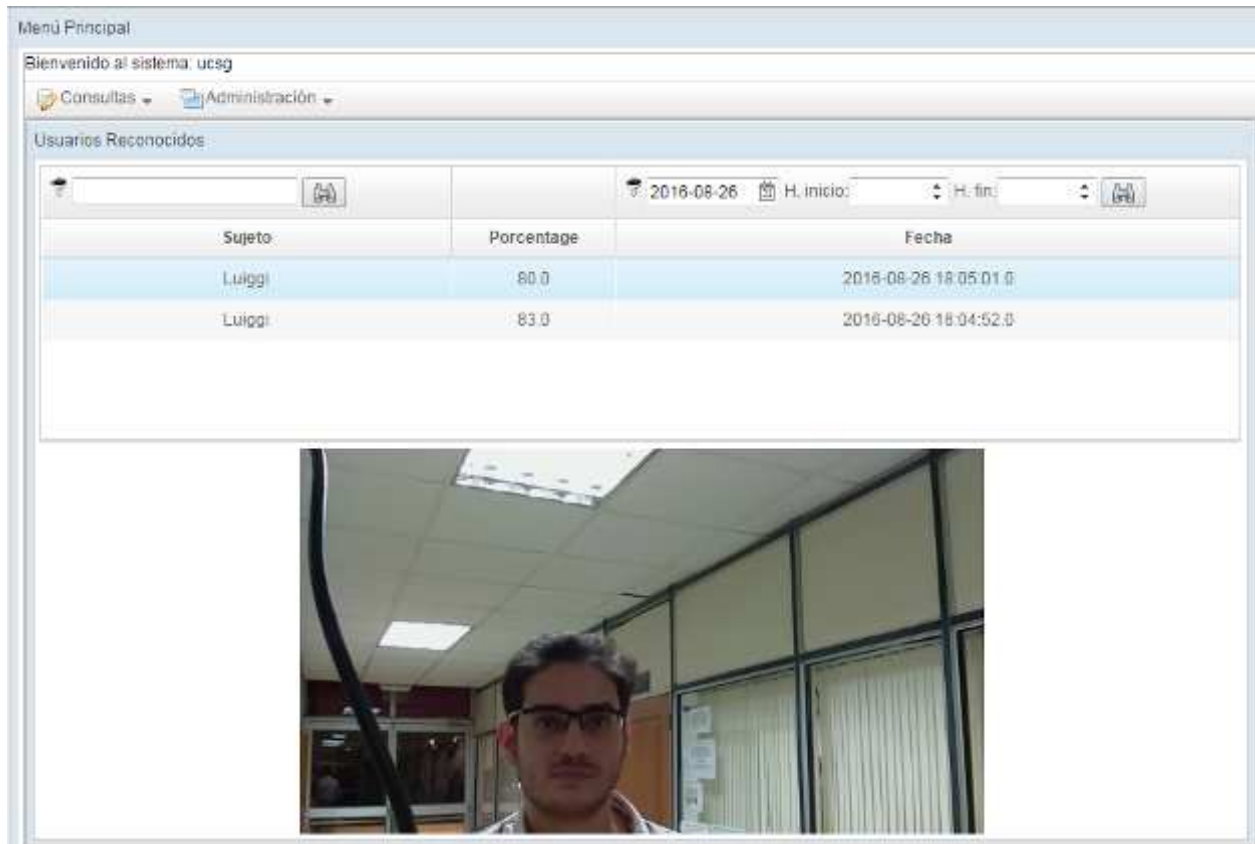 Menú Principal
Bienvenido al sistema: ucsg
Consultas Administración
Usuarios Reconocidos
2016-08-26 H. inicio: H. fin:
Sujeto Porcentage Fecha
Luiggi 80.0 2016-08-26 18:05:01.0
Luiggi 83.0 2016-08-26 18:04:52.0